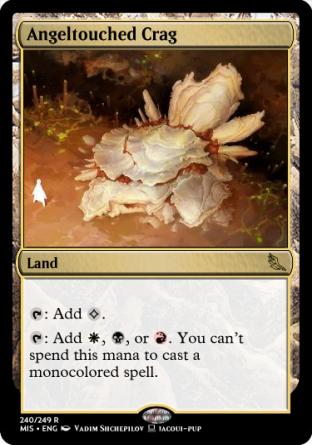 Angeltouched Crag
Land
: Add .
: Add , , or . You can't
spend this mana to cast a
monocolored spell.
240/249 R
MIS • ENG Vadim Shchepilov iacoui-pup